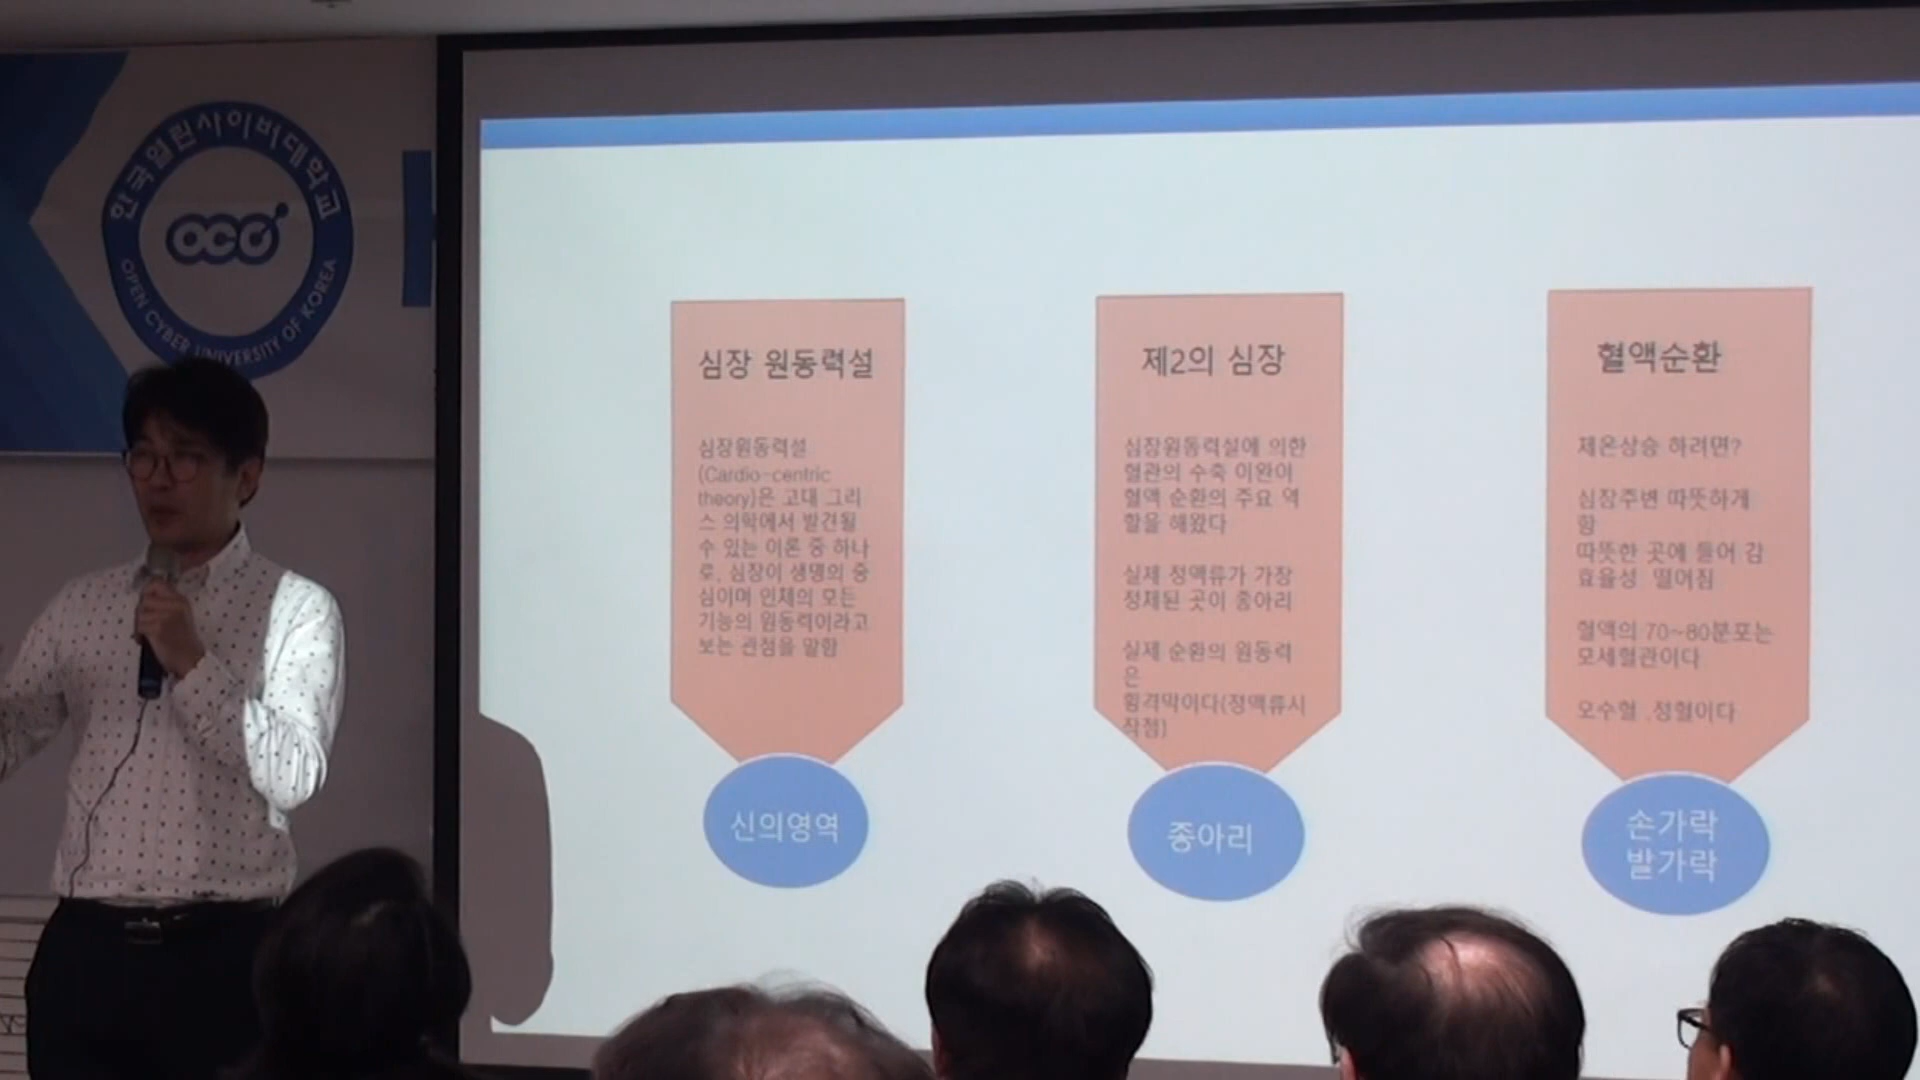 한국열린사이버대학교
oco
OPEN CYBER UNIVERSITY OF KOREA
심장 원동력설
심장원동력설
(Cardio-centric
theory)은 고대 그리
스 의학에서 발견될
수 있는 이론 중 하나
로, 심장이 생명의 중
심이며 인체의 모든
기능의 원동력이라고
보는 관점을 말함
신의영역
제2의 심장
심장원동력설에 의한
혈관의 수축 이완이
혈액 순환의 주요 역
할을 해왔다
실제 정맥류가 가장
정체된 곳이 종아리
실제 순환의 원동력
은
횡격막이다(정맥류시
작점)
종아리
혈액순환
체온상승 하려면?
심장주변 따뜻하게
함
따뜻한 곳에 들어 감
효율성 떨어짐
혈액의 70~80분포는
모세혈관이다
오수혈 ,정혈이다
손가락
발가락